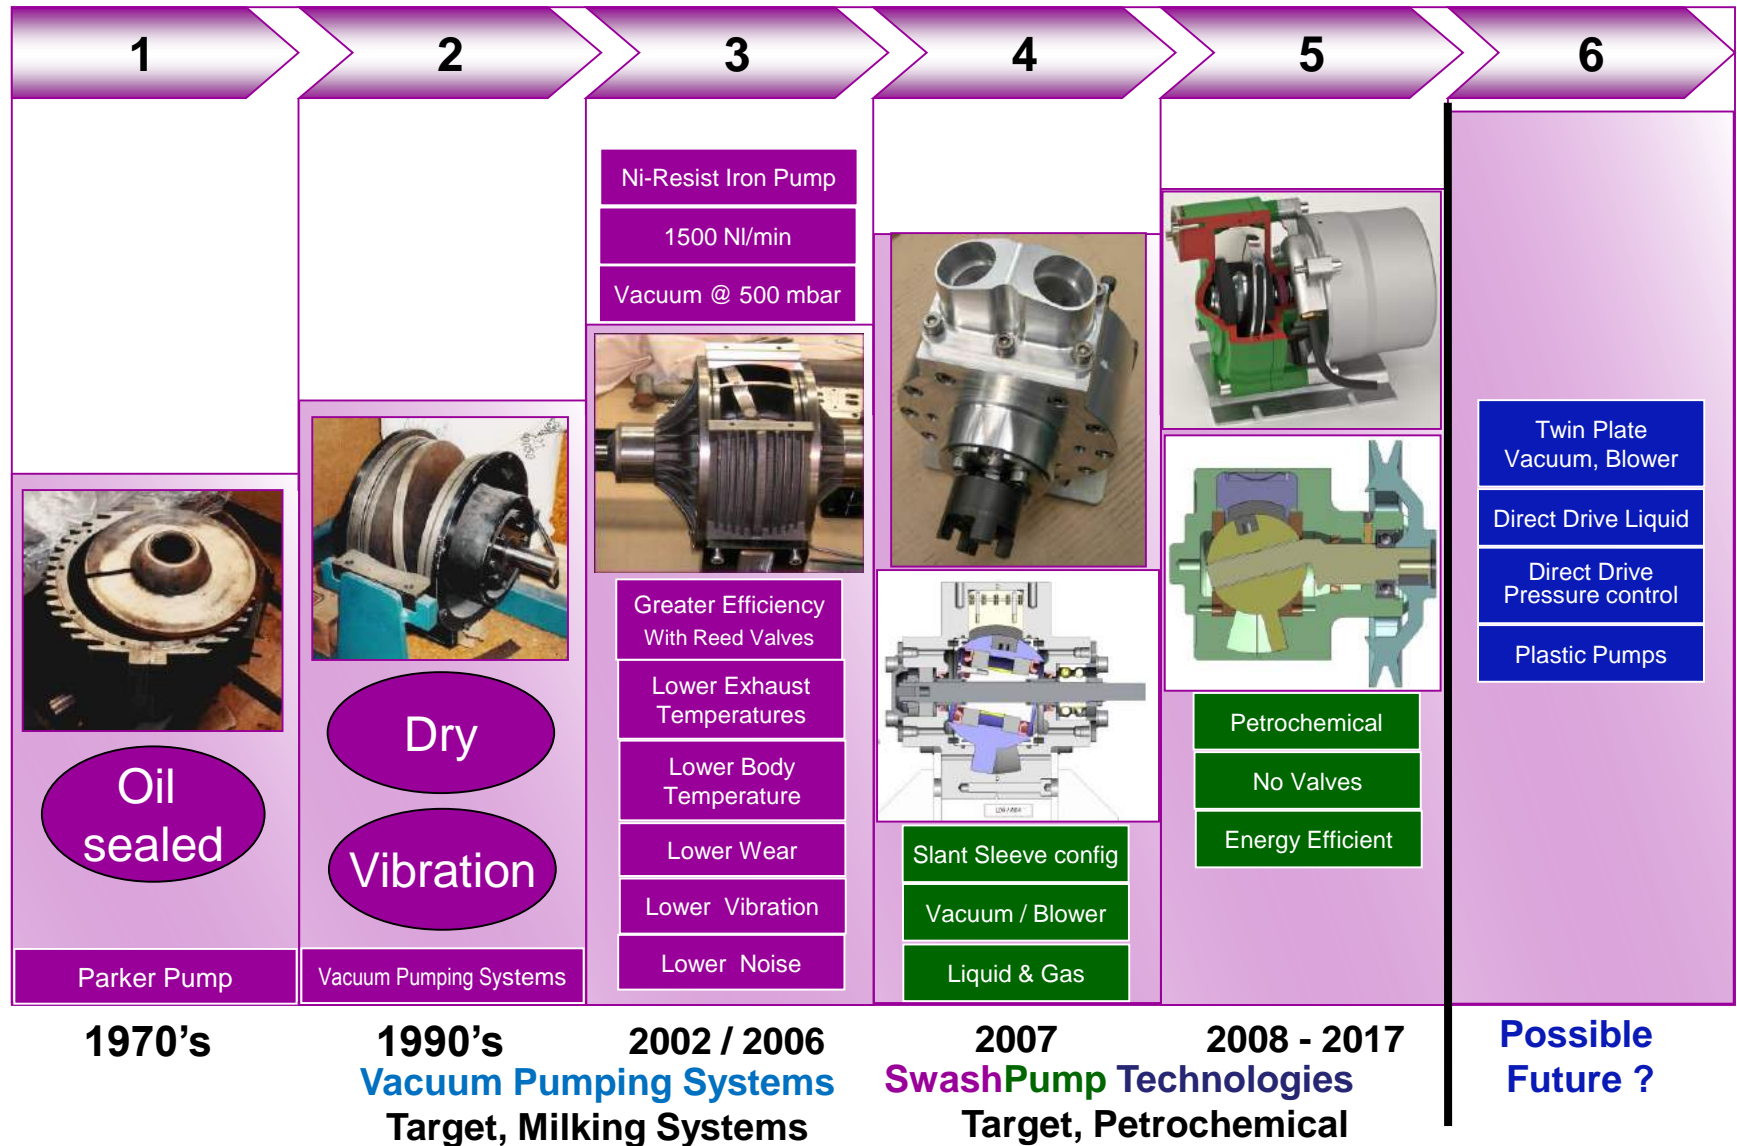 1
2
3
4
5
6
Ni-Resist Iron Pump
1500 Nl/min
Vacuum @ 500 mbar
Greater Efficiency
With Reed Valves
Lower Exhaust
Temperatures
Lower Body
Temperature
Lower Wear
Lower Vibration
Lower Noise
Oil
sealed
Parker Pump
Dry
Vibration
Vacuum Pumping Systems
Slant Sleeve config
Vacuum / Blower
Liquid & Gas
Petrochemical
No Valves
Energy Efficient
Twin Plate
Vacuum, Blower
Direct Drive Liquid
Direct Drive
Pressure control
Plastic Pumps
1970's
1990's
2002 / 2006
2007
2008 - 2017
Possible
Future ?
Vacuum Pumping Systems
Target, Milking Systems
SwashPump Technologies
Target, Petrochemical